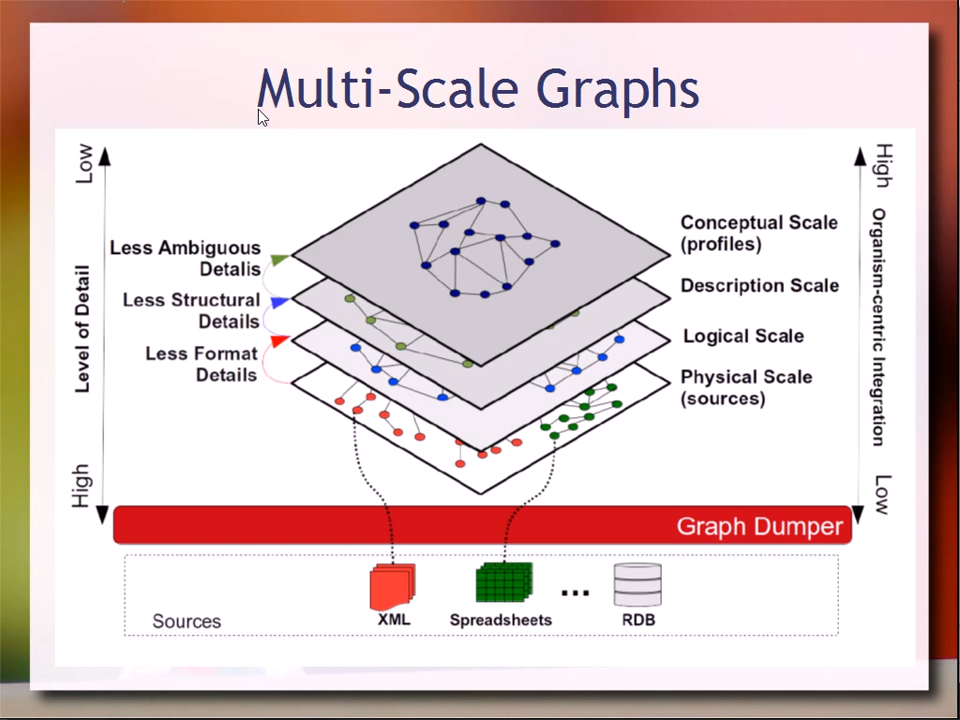 Multi-Scale Graphs
Low
High
Level of Detail
High
Low
Organism-centric Integration
Less Ambiguous
Detalis
Less Structural
Details
Less Format
Details
Conceptual Scale
(profiles)
Description Scale
Logical Scale
Physical Scale
(sources)
Graph Dumper
Sources
XML
Spreadsheets
...
RDB